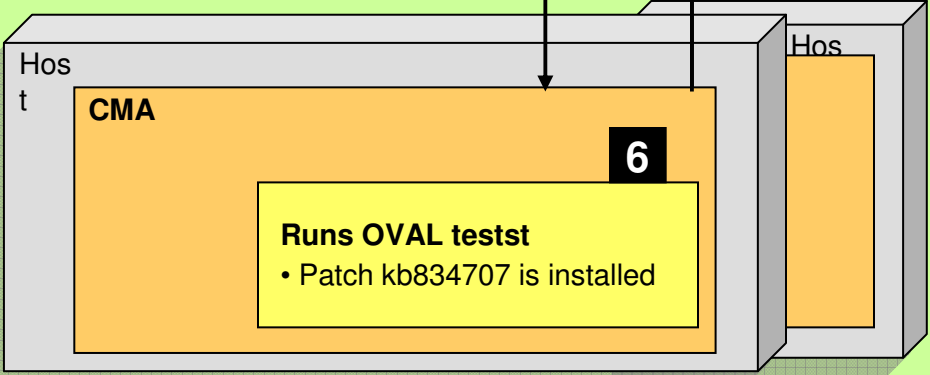 Hos
t
Hos
CMA
6
Runs OVAL testst
• Patch kb834707 is installed